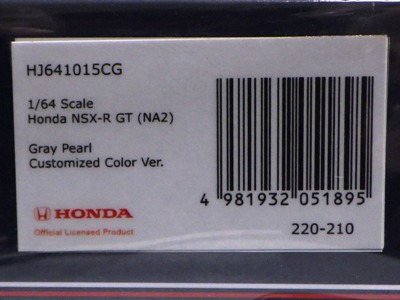 HJ641015CG
1/64 Scale
Honda NSX-R GT (NA2)
Gray Pearl
Customized Color Ver.
4 981932 051895
HONDA
Official Licensed Product
220-210